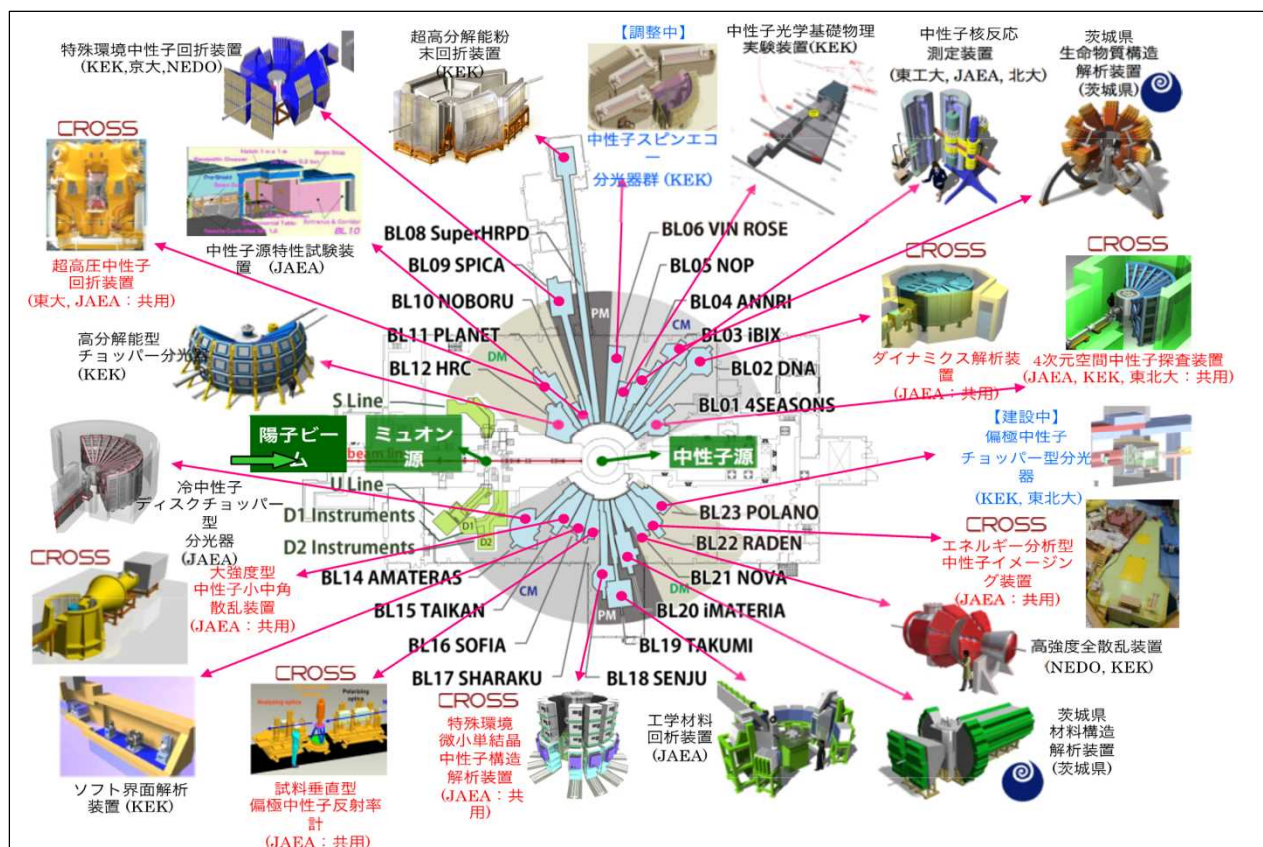 特殊環境中性子回折装置
(KEK,京大,NEDO)
超高分解能粉
末回折装置
(KEK)
【調整中】
中性子スピンエコー
分光器群 (KEK)
中性子光学基礎物理
実験装置(KEK)
中性子核反応
測定装置
(東工大, JAEA, 北大)
茨城県
生命物質構造
解析装置
(茨城県)
CROSS
超高圧中性子
回折装置
(東大, JAEA：共用)
BL10
中性子源特性試験装
置 (JAEA)
高分解能型
チョッパー分光器
(KEK)
BL08 SuperHRPD
BL09 SPICA
BL10 NOBORU
BL11 PLANET
BL12 HRC
BL06 VIN ROSE
BL05 NOP
BL04 ANNRI
BL03 iBIX
BL02 DNA
BL01 4SEASONS
PM
CM
DM
CROSS
ダイナミクス解析装
置
(JAEA：共用)
CROSS
4次元空間中性子探査装置
(JAEA, KEK, 東北大：共用)
S Line
陽子ビー
ム
beam line
ミュオン
源
中性子源
U Line
D1 Instruments
D2 Instruments
D1
D2
【建設中】
偏極中性子
チョッパー型分光
器
(KEK, 東北大)
冷中性子
ディスクチョッパー
型
分光器
(JAEA)
BL23 POLANO
BL22 RADEN
BL21 NOVA
BL20 iMATERIA
BL19 TAKUMI
BL18 SENJU
BL14 AMATERAS
BL15 TAIKAN
BL16 SOFIA
BL17 SHARAKU
CM
PM
DM
CROSS
大強度型
中性子小中角
散乱装置
(JAEA：共用)
CROSS
エネルギー分析型
中性子イメージン
グ装置
(JAEA：共用)
高強度全散乱装置
(NEDO, KEK)
ソフト界面解析
装置 (KEK)
CROSS
Analyzing optics
Polarizing optics
試料垂直型
偏極中性子反射率
計
(JAEA：共用)
CROSS
特殊環境
微小単結晶
中性子構造
解析装置
(JAEA：共
用)
工学材料
回析装置
(JAEA)
茨城県
材料構造
解析装置
(茨城県)